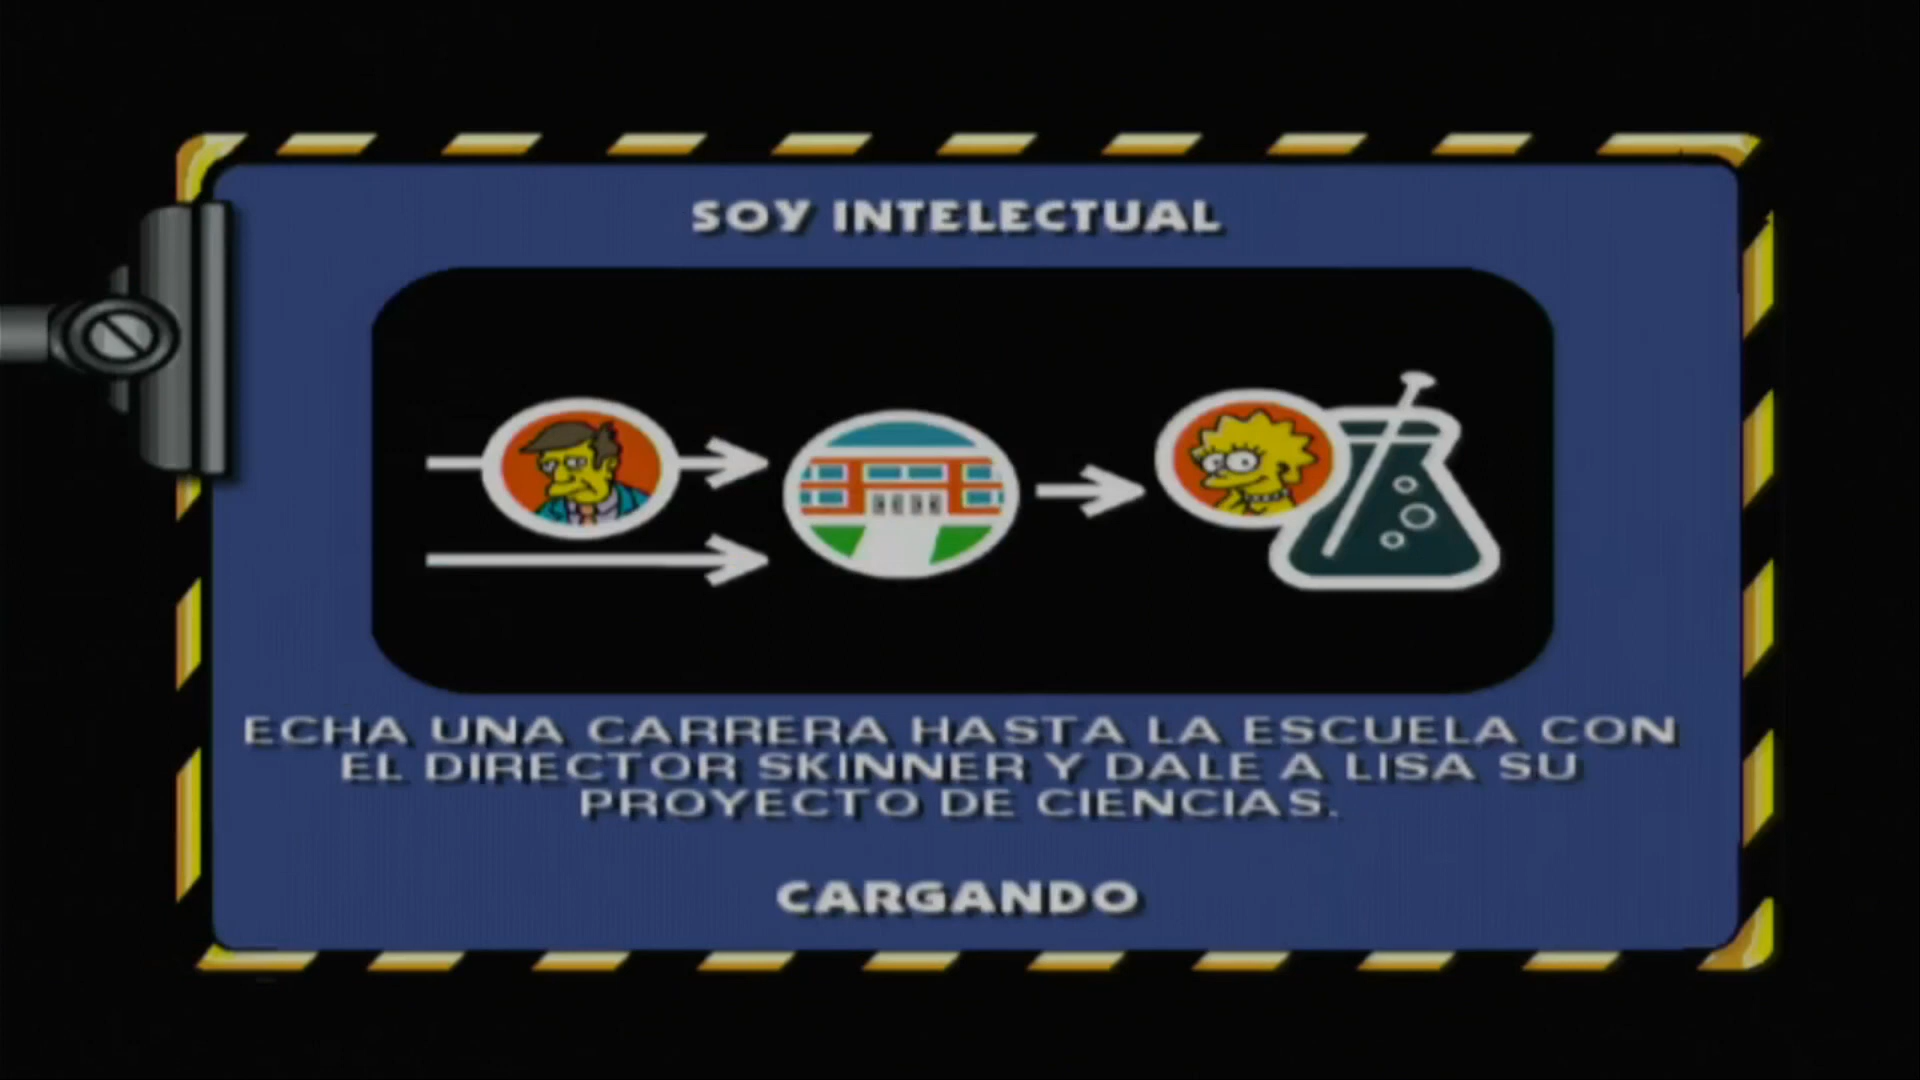 SOY INTELECTUAL
ECHA UNA CARRERA HASTA LA ESCUELA CON
EL DIRECTOR SKINNER Y DALE A LISA SU
PROYECTO DE CIENCIAS.
CARGANDO